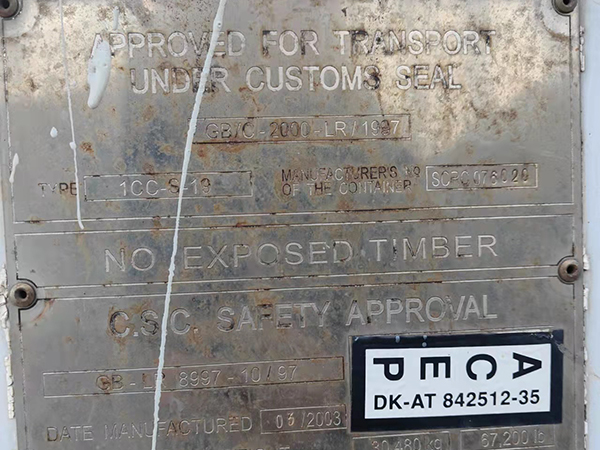 APPROVED FOR TRANSPORT
UNDER CUSTOMS SEAL
GB/C-2000-LR/1997
TYPE 1CC-S-19 MANUFACTURER'S NO
OF THE CONTAINER
NO EXPOSED TIMBER
C.S.C. SAFETY APPROVAL
GB-LR 8997-10/97
ACEP
DK-AT 842512-35
DATE MANUFACTURED 03/2003
30,480 kg 67,200 lb